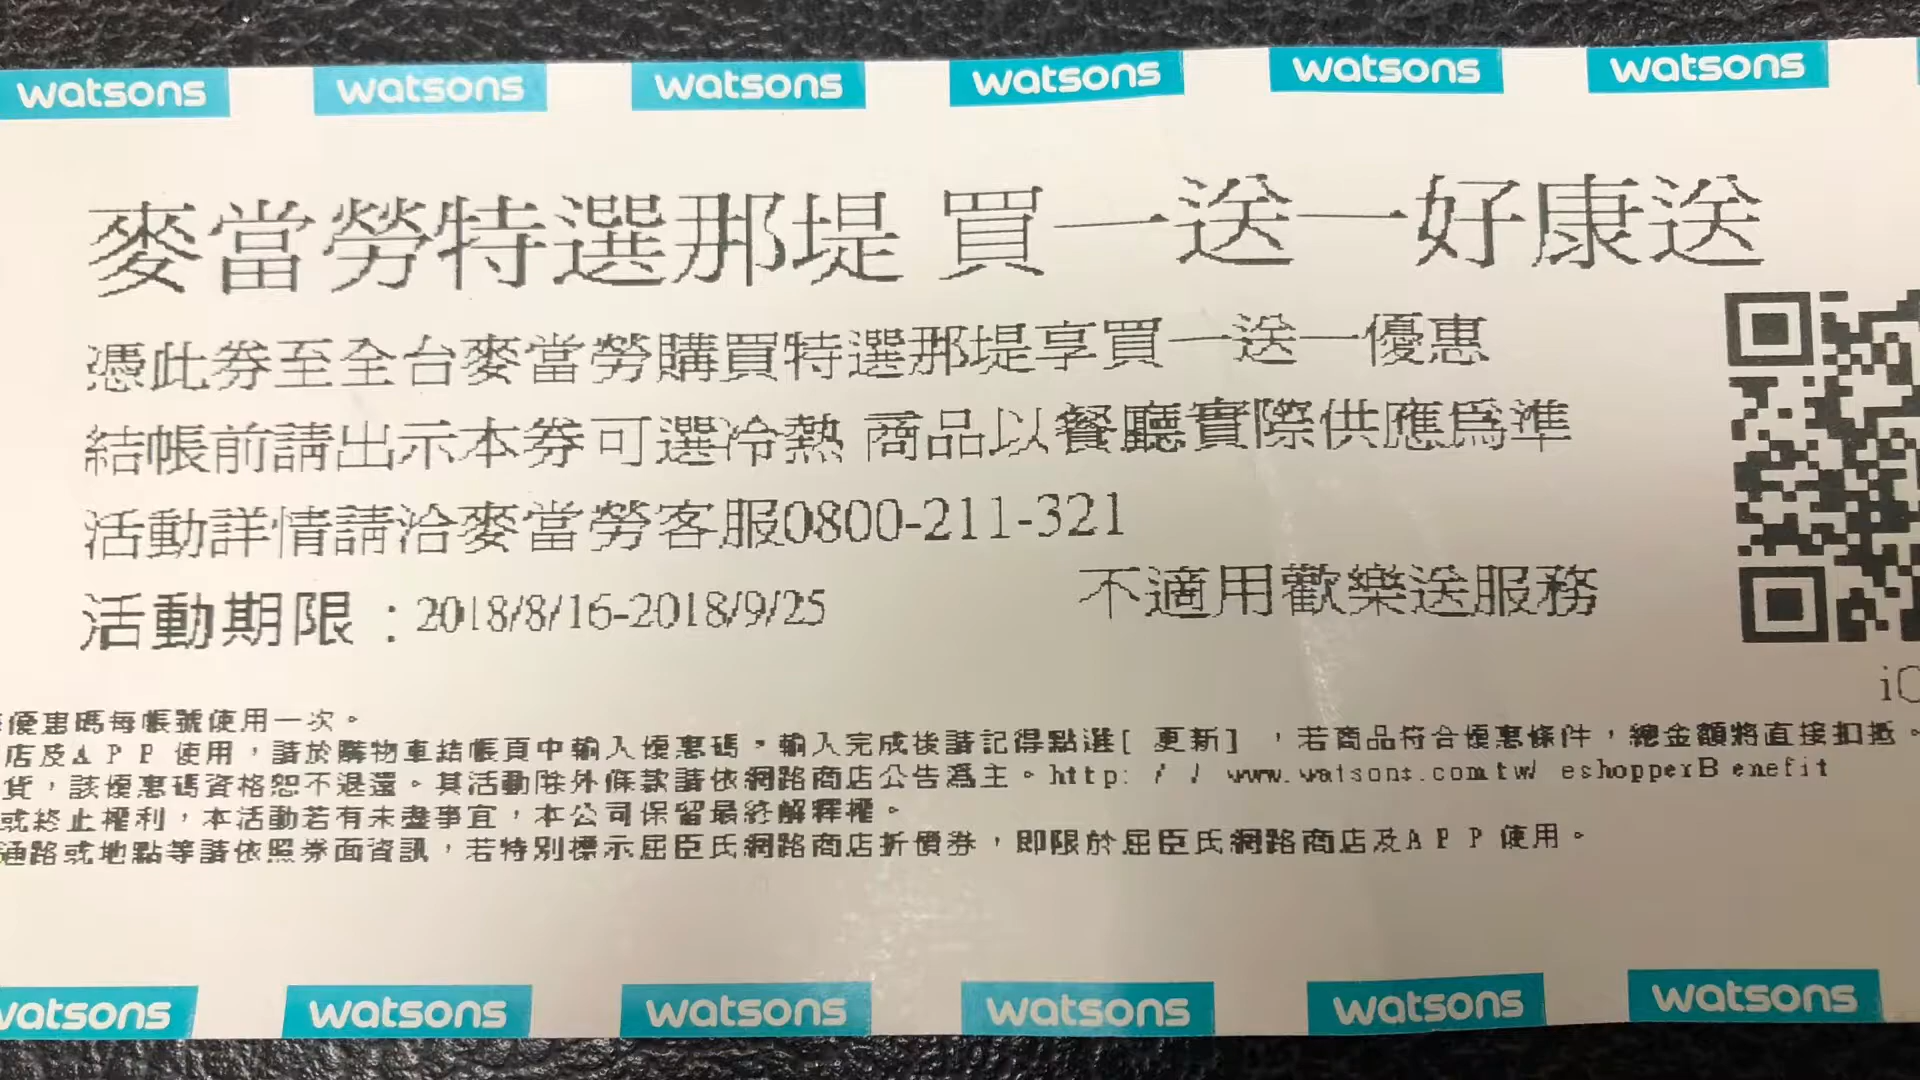 watsons watsons watsons watsons watsons watsons
麥當勞特選那堤 買一送一好康送
憑此券至全台麥當勞購買特選那堤享買一送一優惠
結帳前請出示本券可選冷熱 商品以餐廳實際供應為準
活動詳情請洽麥當勞客服0800-211-321
活動期限：2018/8/16-2018/9/25
不適用歡樂送服務
優惠碼每帳號使用一次。
店及APP使用，請於購物車結帳頁中輸入優惠碼，輸入完成後請記得點選[更新]，若商品符合優惠條件，總金額將直接扣抵。
貨，該優惠碼資格恕不退還。其活動除外條款請依網路商店公告為主。http://www.watsons.com.tw/eshopperBenefit
或終止權利，本活動若有未盡事宜，本公司保留最終解釋權。
通路或地點等請依照券面資訊，若特別標示屈臣氏網路商店折價券，即限於屈臣氏網路商店及APP使用。
watsons watsons watsons watsons watsons watsons